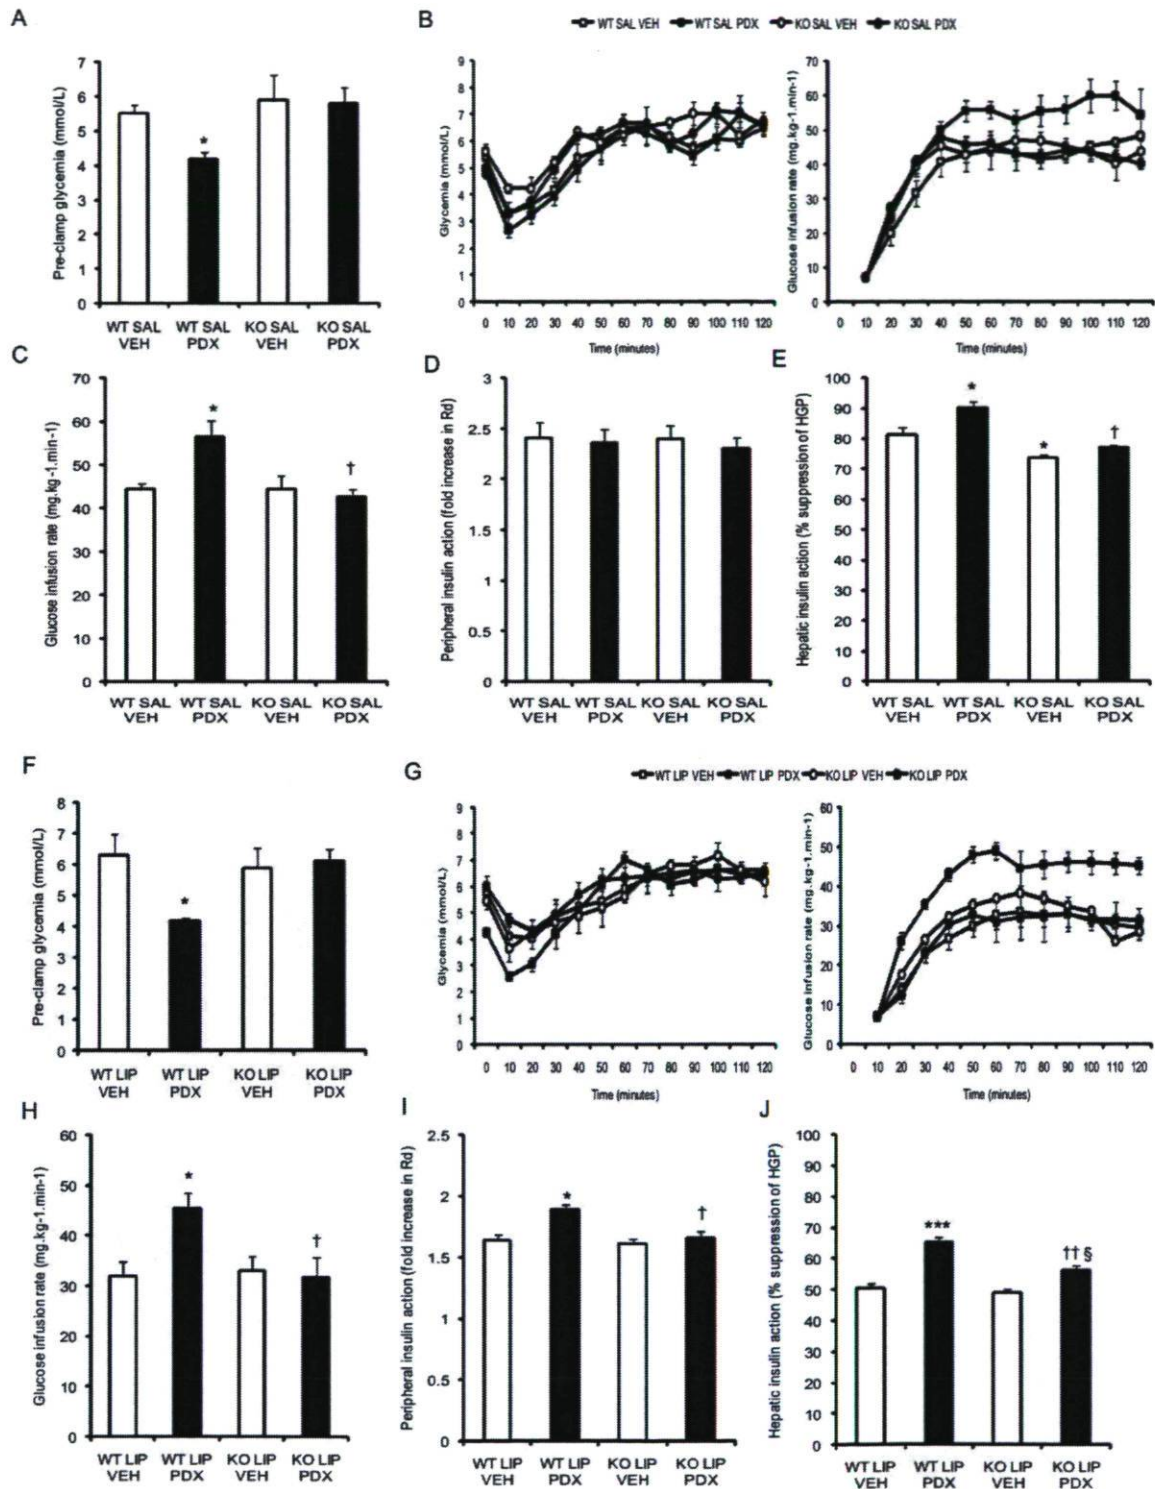 A
Pre-clamp glycemia (mmol/L)
7
6
5
4
3
2
1
0
*
WT SAL VEH
WT SAL PDX
KO SAL VEH
KO SAL PDX
B
WT SAL VEH WT SAL PDX KO SAL VEH KO SAL PDX
Glycemia (mmol/L)
9
8
7
6
5
4
3
2
1
0
0 10 20 30 40 50 60 70 80 90 100 110 120
Glucose infusion rate (mg.kg-1.min-1)
70
60
50
40
30
20
10
0
0 10 20 30 40 50 60 70 80 90 100 110 120
Time (minutes)
Time (minutes)
C
Glucose infusion rate (mg.kg-1.min-1)
70
60
50
40
30
20
10
0
*
†
WT SAL VEH
WT SAL PDX
KO SAL VEH
KO SAL PDX
D
Peripheral insulin action (fold increase in Rd)
3
2.5
2
1.5
1
0.5
0
WT SAL VEH
WT SAL PDX
KO SAL VEH
KO SAL PDX
E
Hepatic insulin action (% suppression of HGP)
100
90
80
70
60
50
40
30
20
10
0
*
*
†
WT SAL VEH
WT SAL PDX
KO SAL VEH
KO SAL PDX
F
Pre-clamp glycemia (mmol/L)
8
7
6
5
4
3
2
1
0
*
WT LIP VEH
WT LIP PDX
KO LIP VEH
KO LIP PDX
G
WT LIP VEH WT LIP PDX KO LIP VEH KO LIP PDX
Glycemia (mmol/L)
9
8
7
6
5
4
3
2
1
0
0 10 20 30 40 50 60 70 80 90 100 110 120
Glucose infusion rate (mg.kg-1.min-1)
60
50
40
30
20
10
0
0 10 20 30 40 50 60 70 80 90 100 110 120
Time (minutes)
Time (minutes)
H
Glucose infusion rate (mg.kg-1.min-1)
60
50
40
30
20
10
0
*
†
WT LIP VEH
WT LIP PDX
KO LIP VEH
KO LIP PDX
I
Peripheral insulin action (fold increase in Rd)
2.5
2
1.5
1
0.5
0
*
†
WT LIP VEH
WT LIP PDX
KO LIP VEH
KO LIP PDX
J
Hepatic insulin action (% suppression of HGP)
100
90
80
70
60
50
40
30
20
10
0
***
†† §
WT LIP VEH
WT LIP PDX
KO LIP VEH
KO LIP PDX